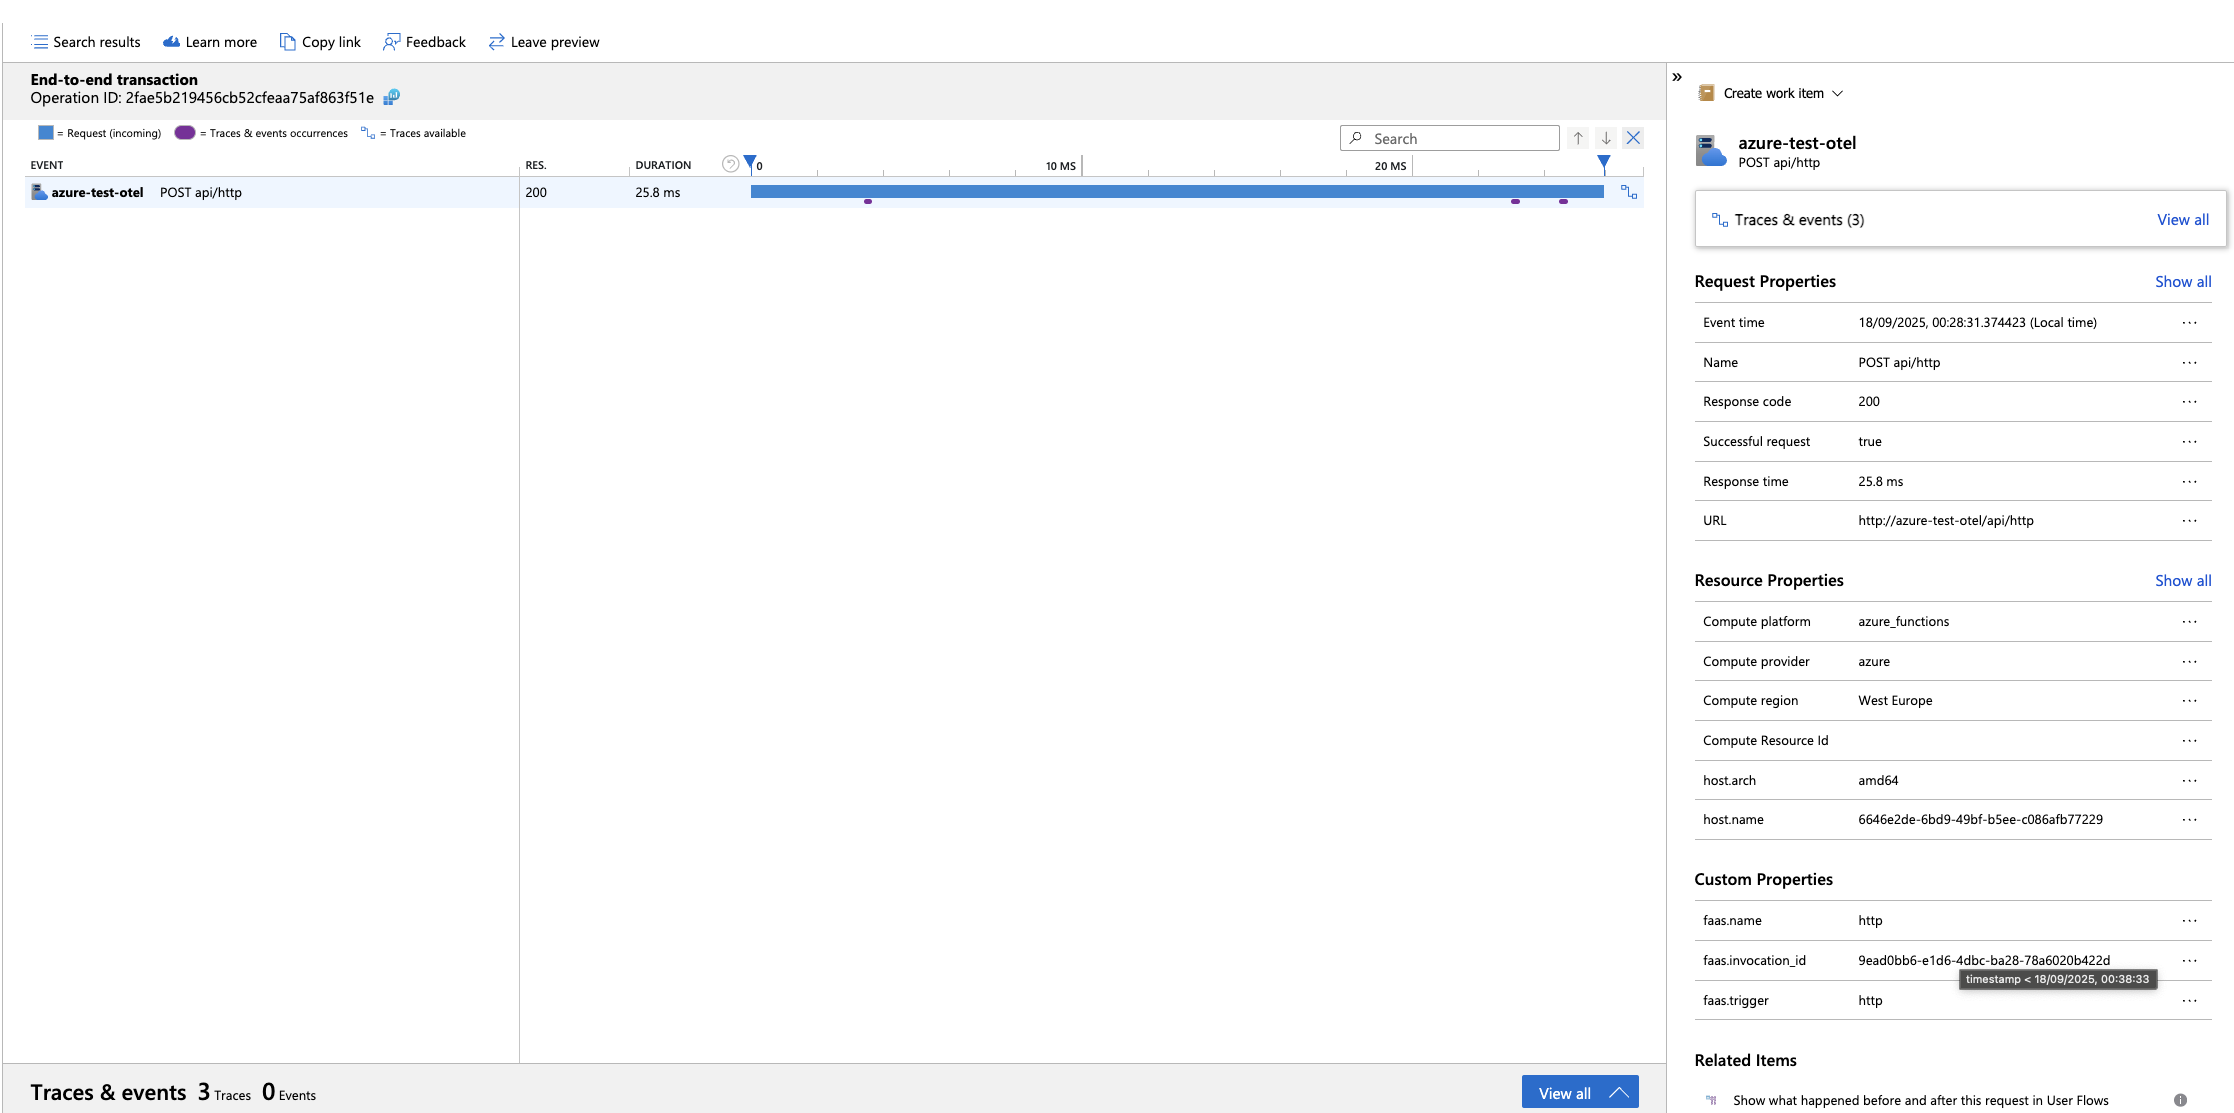 Search results Learn more Copy link Feedback Leave preview
End-to-end transaction
Operation ID: 2fae5b219456cb52cfeaa75af863f51e
= Request (incoming) = Traces & events occurrences = Traces available
Search
EVENT RES. DURATION 0 10 MS 20 MS
azure-test-otel POST api/http 200 25.8 ms
Traces & events 3 Traces 0 Events
View all
»
Create work item
azure-test-otel
POST api/http
Traces & events (3) View all
Request Properties Show all
Event time 18/09/2025, 00:28:31.374423 (Local time) ...
Name POST api/http ...
Response code 200 ...
Successful request true ...
Response time 25.8 ms ...
URL http://azure-test-otel/api/http ...
Resource Properties Show all
Compute platform azure_functions ...
Compute provider azure ...
Compute region West Europe ...
Compute Resource Id ...
host.arch amd64 ...
host.name 6646e2de-6bd9-49bf-b5ee-c086afb77229 ...
Custom Properties
faas.name http ...
faas.invocation_id 9ead0bb6-e1d6-4dbc-ba28-78a6020b422d ...
timestamp < 18/09/2025, 00:38:33
faas.trigger http ...
Related Items
Show what happened before and after this request in User Flows